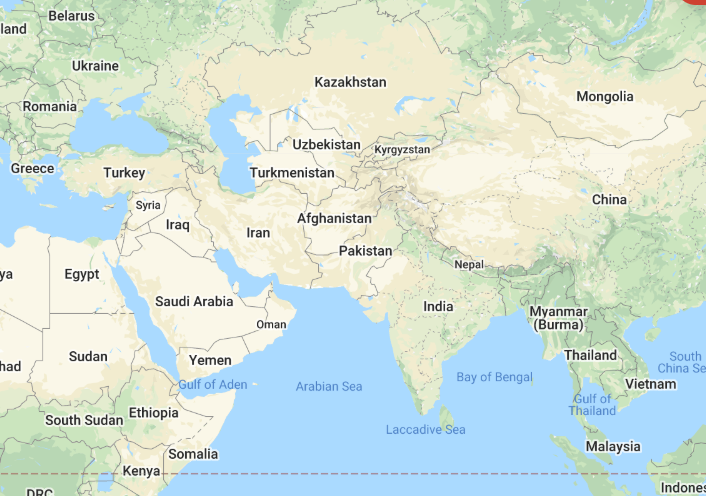 Belarus
land
Ukraine
Kazakhstan
Mongolia
Romania
Uzbekistan
Kyrgyzstan
Greece
Turkey
Turkmenistan
China
Syria
Afghanistan
Iraq
Iran
Pakistan
Nepal
ya
Egypt
Saudi Arabia
India
Oman
Myanmar
(Burma)
Sudan
Yemen
Thailand
South
China Se
had
Gulf of Aden
Arabian Sea
Bay of Bengal
Vietnam
Gulf of
Thailand
South Sudan
Ethiopia
Laccadive Sea
Somalia
Malaysia
Kenya
DRC
Indones